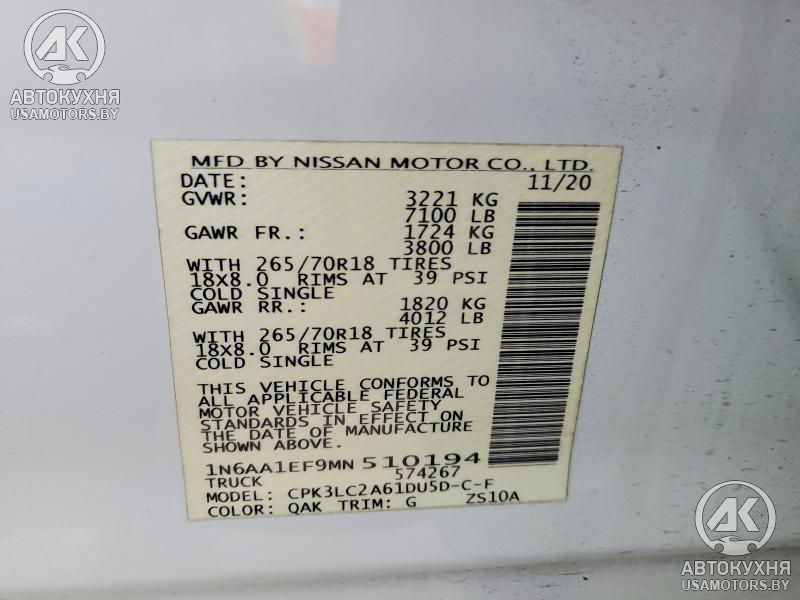 AK
АВТОКУХНЯ
USAMOTORS.BY
MFD BY NISSAN MOTOR CO., LTD.
DATE: 11/20
GVWR: 3221 KG
7100 LB
GAWR FR.: 1724 KG
3800 LB
WITH 265/70R18 TIRES
18X8.0 RIMS AT 39 PSI
COLD SINGLE
GAWR RR.: 1820 KG
4012 LB
WITH 265/70R18 TIRES
18X8.0 RIMS AT 39 PSI
COLD SINGLE
THIS VEHICLE CONFORMS TO
ALL APPLICABLE FEDERAL
MOTOR VEHICLE SAFETY
STANDARDS IN EFFECT ON
THE DATE OF MANUFACTURE
SHOWN ABOVE.
1N6AA1EF9MN 510194
TRUCK 574267
MODEL: CPK3LC2A61DU5D-C-F
COLOR: QAK TRIM: G ZS10A
AK
АВТОКУХНЯ
USAMOTORS.BY